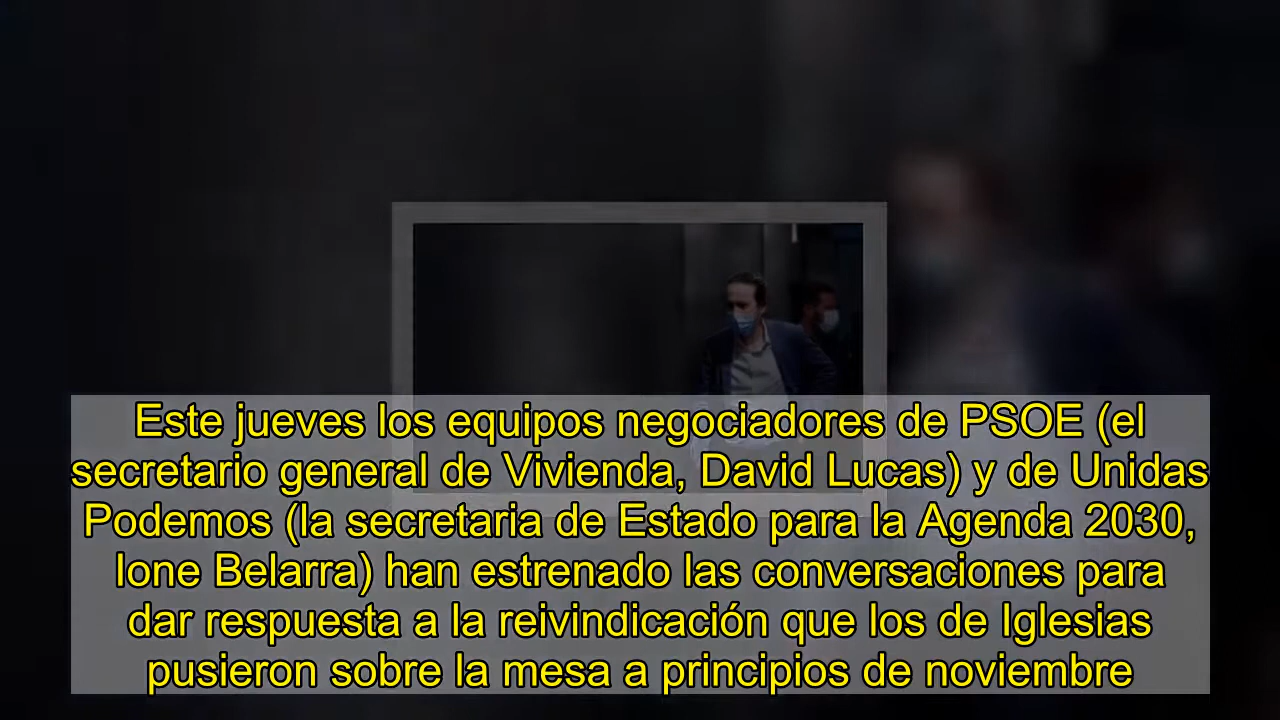 Este jueves los equipos negociadores de PSOE (el
secretario general de Vivienda, David Lucas) y de Unidas
Podemos (la secretaria de Estado para la Agenda 2030,
Ione Belarra) han estrenado las conversaciones para
dar respuesta a la reivindicación que los de Iglesias
pusieron sobre la mesa a principios de noviembre